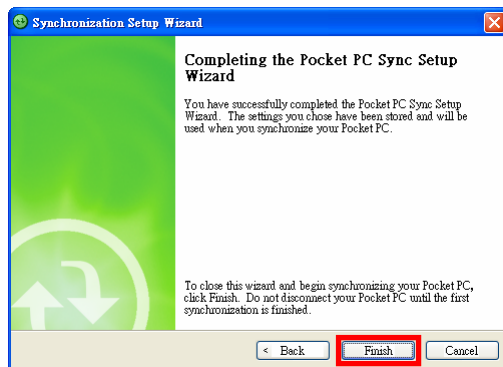 Synchronization Setup Wizard
Completing the Pocket PC Sync Setup
Wizard
You have successfully completed the Pocket PC Sync Setup
Wizard. The settings you chose have been stored and will be
used when you synchronize your Pocket PC.
To close this wizard and begin synchronizing your Pocket PC,
click Finish. Do not disconnect your Pocket PC until the first
synchronization is finished.
< Back Finish Cancel